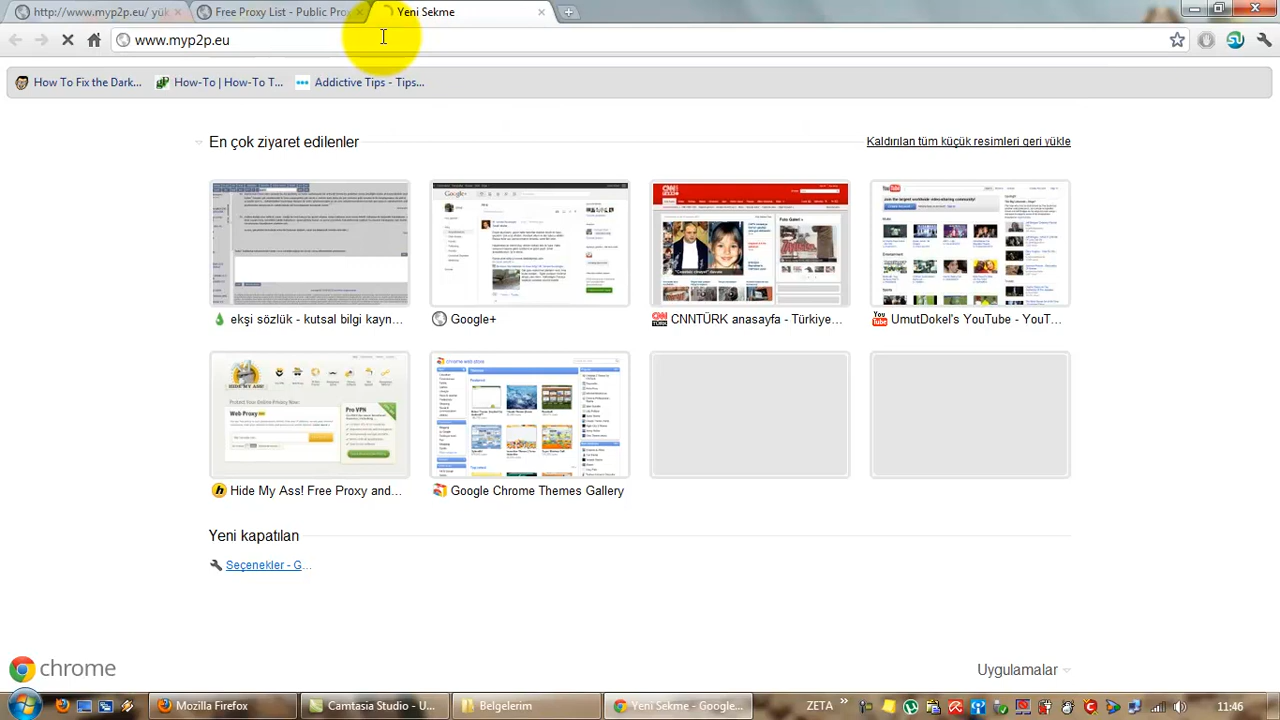 http://www.myp2p.eu/ yük
Free Proxy List - Public Pro
Yeni Sekme
www.myp2p.eu
How To Fix the Dark...
How-To | How-To T...
Addictive Tips - Tips...
En çok ziyaret edilenler
Kaldırılan tüm küçük resimleri geri yükle
ekşi sözlük - kutsal bilgi kayn...
Google+
CNNTÜRK anasayfa - Türkiye...
UmutDokel's YouTube - YouT...
Hide My Ass! Free Proxy and...
Google Chrome Themes Gallery
Yeni kapatılan
Seçenekler - G...
chrome
Uygulamalar
Mozilla Firefox
Camtasia Studio - U...
Belgelerim
Yeni Sekme - Google...
ZETA
11:46